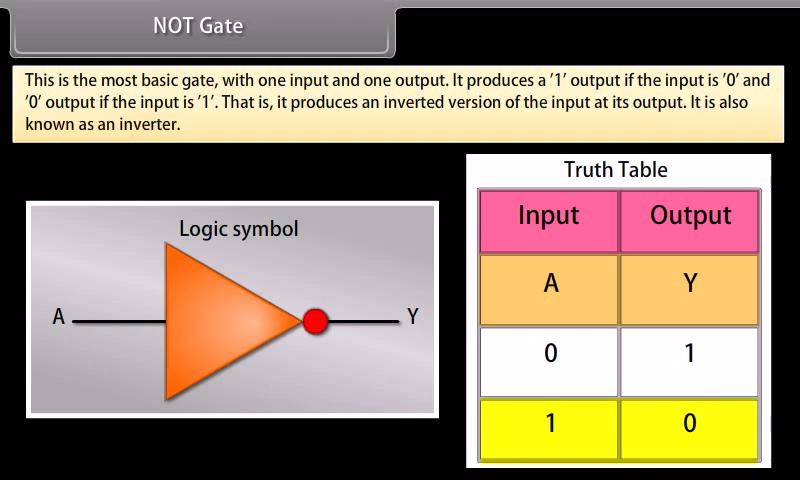 NOT Gate
This is the most basic gate, with one input and one output. It produces a ’1’ output if the input is ’0’ and
’0’ output if the input is ’1’. That is, it produces an inverted version of the input at its output. It is also
known as an inverter.
Logic symbol
A
Y
Truth Table
Input Output
A Y
0 1
1 0